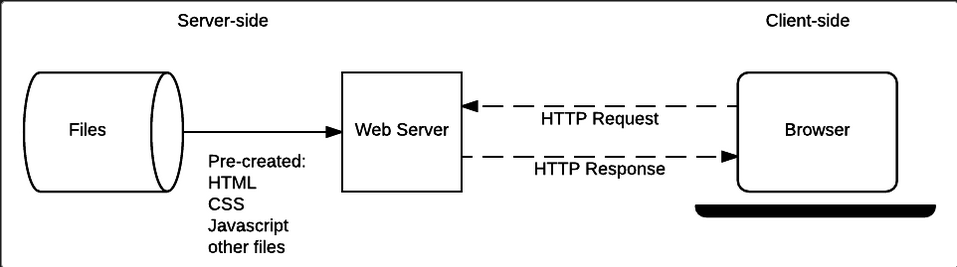 Server-side
Client-side
Files
Web Server
Browser
HTTP Request
HTTP Response
Pre-created:
HTML
CSS
Javascript
other files